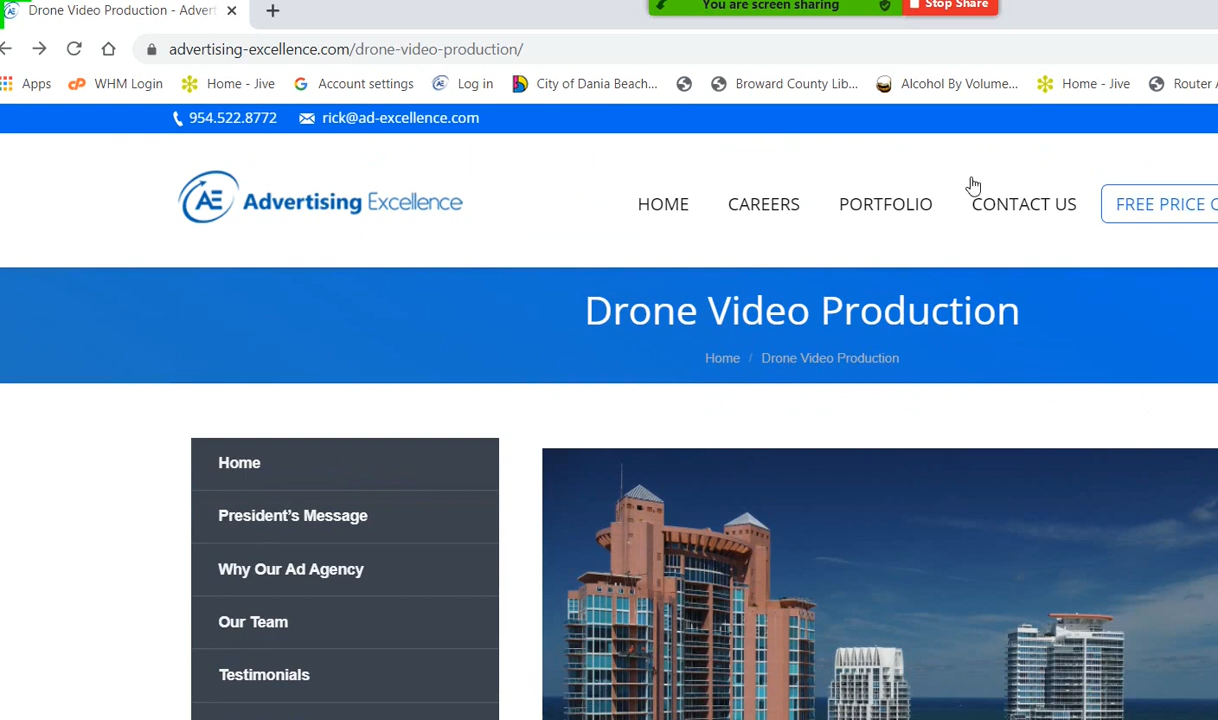 Drone Video Production - Advert
You are screen sharing
Stop Share
advertising-excellence.com/drone-video-production/
Apps WHM Login Home - Jive Account settings Log in City of Dania Beach... Broward County Lib... Alcohol By Volume... Home - Jive Router A
954.522.8772 rick@ad-excellence.com
AE Advertising Excellence
HOME CAREERS PORTFOLIO CONTACT US FREE PRICE
Drone Video Production
Home / Drone Video Production
Home
President's Message
Why Our Ad Agency
Our Team
Testimonials